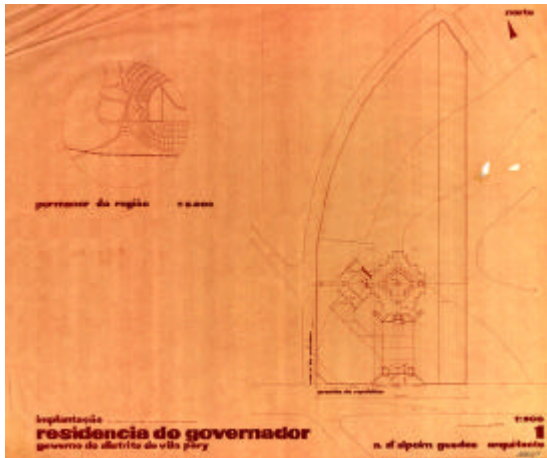 norte
pormenor da região
implantação
1:500
residencia do governador
1
governo do distrito de vila pery
a. d'alpoim guedes arquitecto